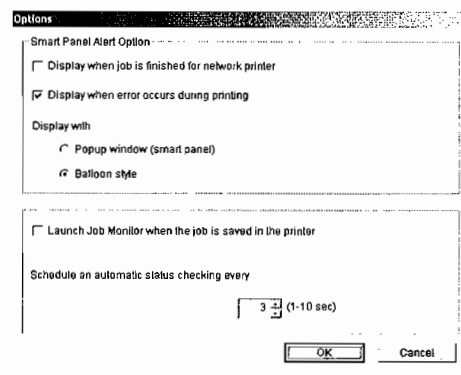 Options
Smart Panel Alert Option
Display when job is finished for network printer
Display when error occurs during printing
Display with
Popup window (smart panel)
Balloon style
Launch Job Monitor when the job is saved in the printer
Schedule an automatic status checking every
3 (1-10 sec)
OK Cancel